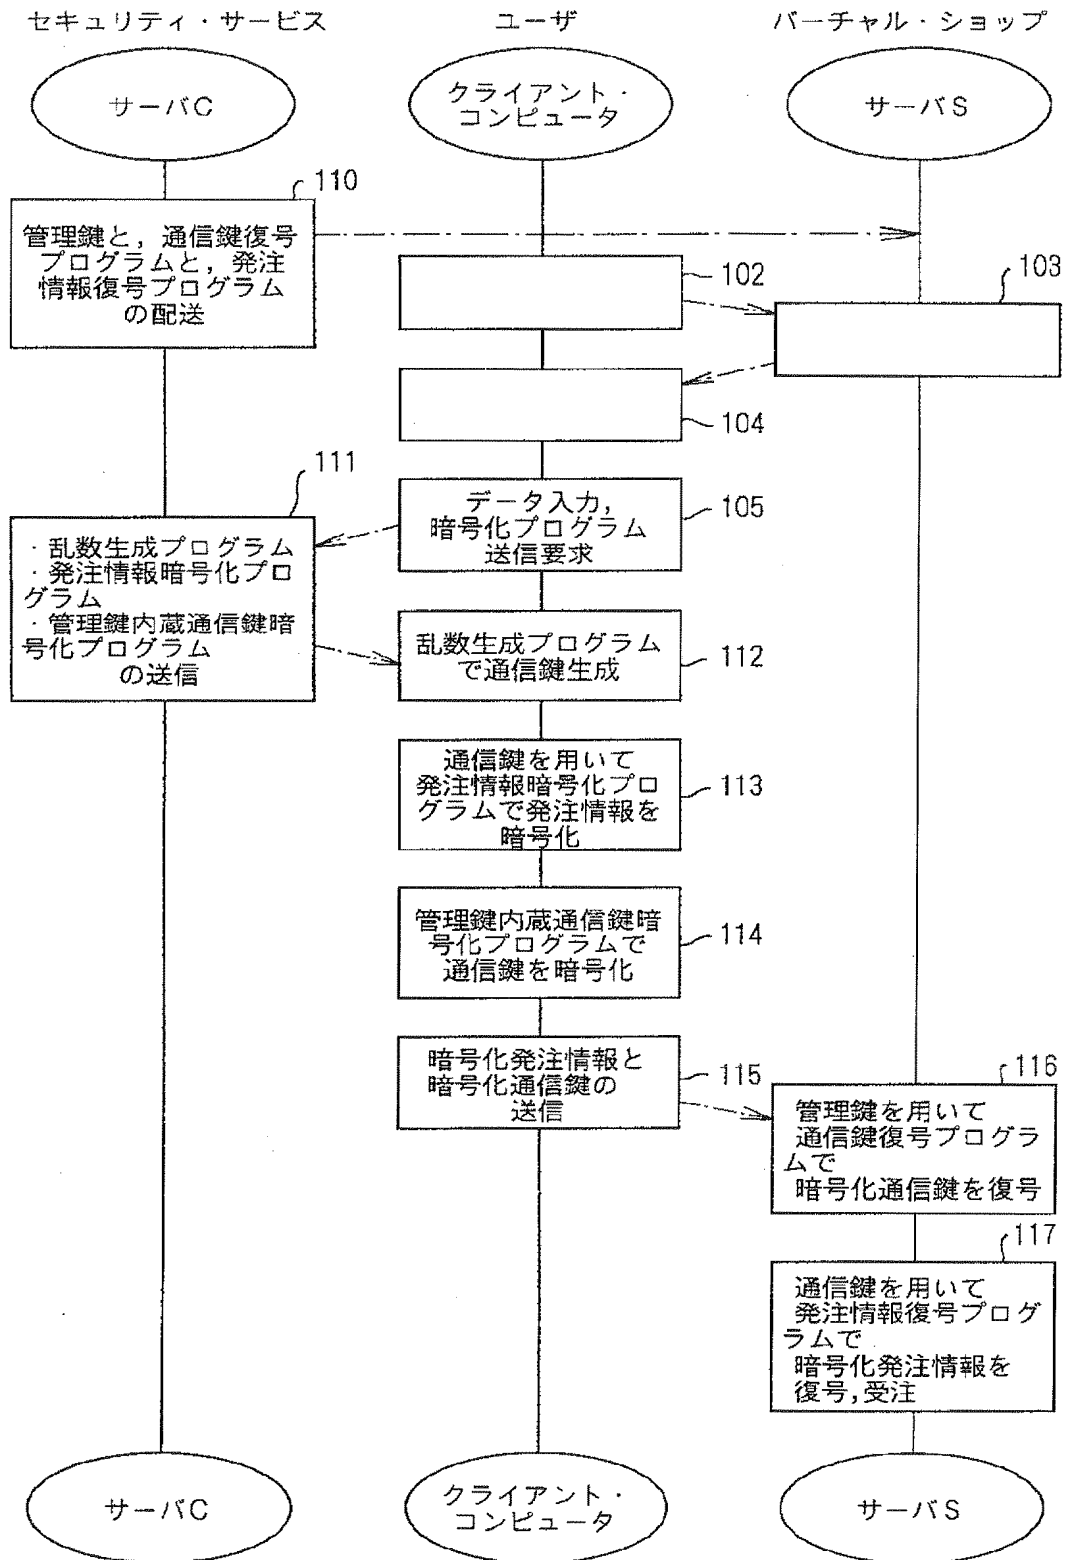 セキュリティ・サービス
ユーザ
バーチャル・ショップ
サーバC
クライアント・
コンピュータ
サーバS
110
管理鍵と,通信鍵復号
プログラムと,発注
情報復号プログラム
の配送
102
103
104
111
・乱数生成プログラム
・発注情報暗号化プロ
グラム
・管理鍵内蔵通信鍵暗
号化プログラム
の送信
データ入力,
暗号化プログラム
送信要求
105
乱数生成プログラム
で通信鍵生成
112
通信鍵を用いて
発注情報暗号化プロ
グラムで発注情報を
暗号化
113
管理鍵内蔵通信鍵暗
号化プログラムで
通信鍵を暗号化
114
暗号化発注情報と
暗号化通信鍵の
送信
115
116
管理鍵を用いて
通信鍵復号プログラ
ムで
暗号化通信鍵を復号
117
通信鍵を用いて
発注情報復号プログ
ラムで
暗号化発注情報を
復号,受注
サーバC
クライアント・
コンピュータ
サーバS